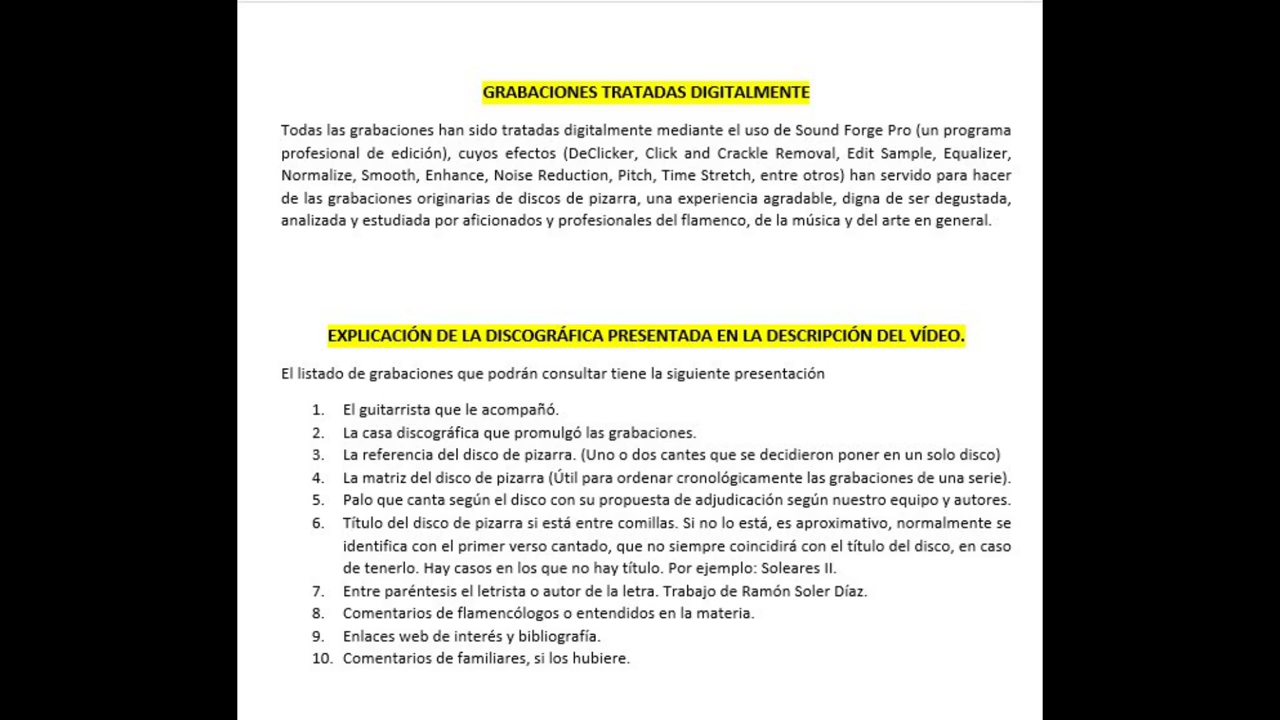 GRABACIONES TRATADAS DIGITALMENTE
Todas las grabaciones han sido tratadas digitalmente mediante el uso de Sound Forge Pro (un programa
profesional de edición), cuyos efectos (DeClicker, Click and Crackle Removal, Edit Sample, Equalizer,
Normalize, Smooth, Enhance, Noise Reduction, Pitch, Time Stretch, entre otros) han servido para hacer
de las grabaciones originarias de discos de pizarra, una experiencia agradable, digna de ser degustada,
analizada y estudiada por aficionados y profesionales del flamenco, de la música y del arte en general.
EXPLICACIÓN DE LA DISCOGRÁFICA PRESENTADA EN LA DESCRIPCIÓN DEL VÍDEO.
El listado de grabaciones que podrán consultar tiene la siguiente presentación
1. El guitarrista que le acompañó.
2. La casa discográfica que promulgó las grabaciones.
3. La referencia del disco de pizarra. (Uno o dos cantes que se decidieron poner en un solo disco)
4. La matriz del disco de pizarra (Útil para ordenar cronológicamente las grabaciones de una serie).
5. Palo que canta según el disco con su propuesta de adjudicación según nuestro equipo y autores.
6. Título del disco de pizarra si está entre comillas. Si no lo está, es aproximativo, normalmente se
identifica con el primer verso cantado, que no siempre coincidirá con el título del disco, en caso
de tenerlo. Hay casos en los que no hay título. Por ejemplo: Soleares II.
7. Entre paréntesis el letrista o autor de la letra. Trabajo de Ramón Soler Díaz.
8. Comentarios de flamencólogos o entendidos en la materia.
9. Enlaces web de interés y bibliografía.
10. Comentarios de familiares, si los hubiere.